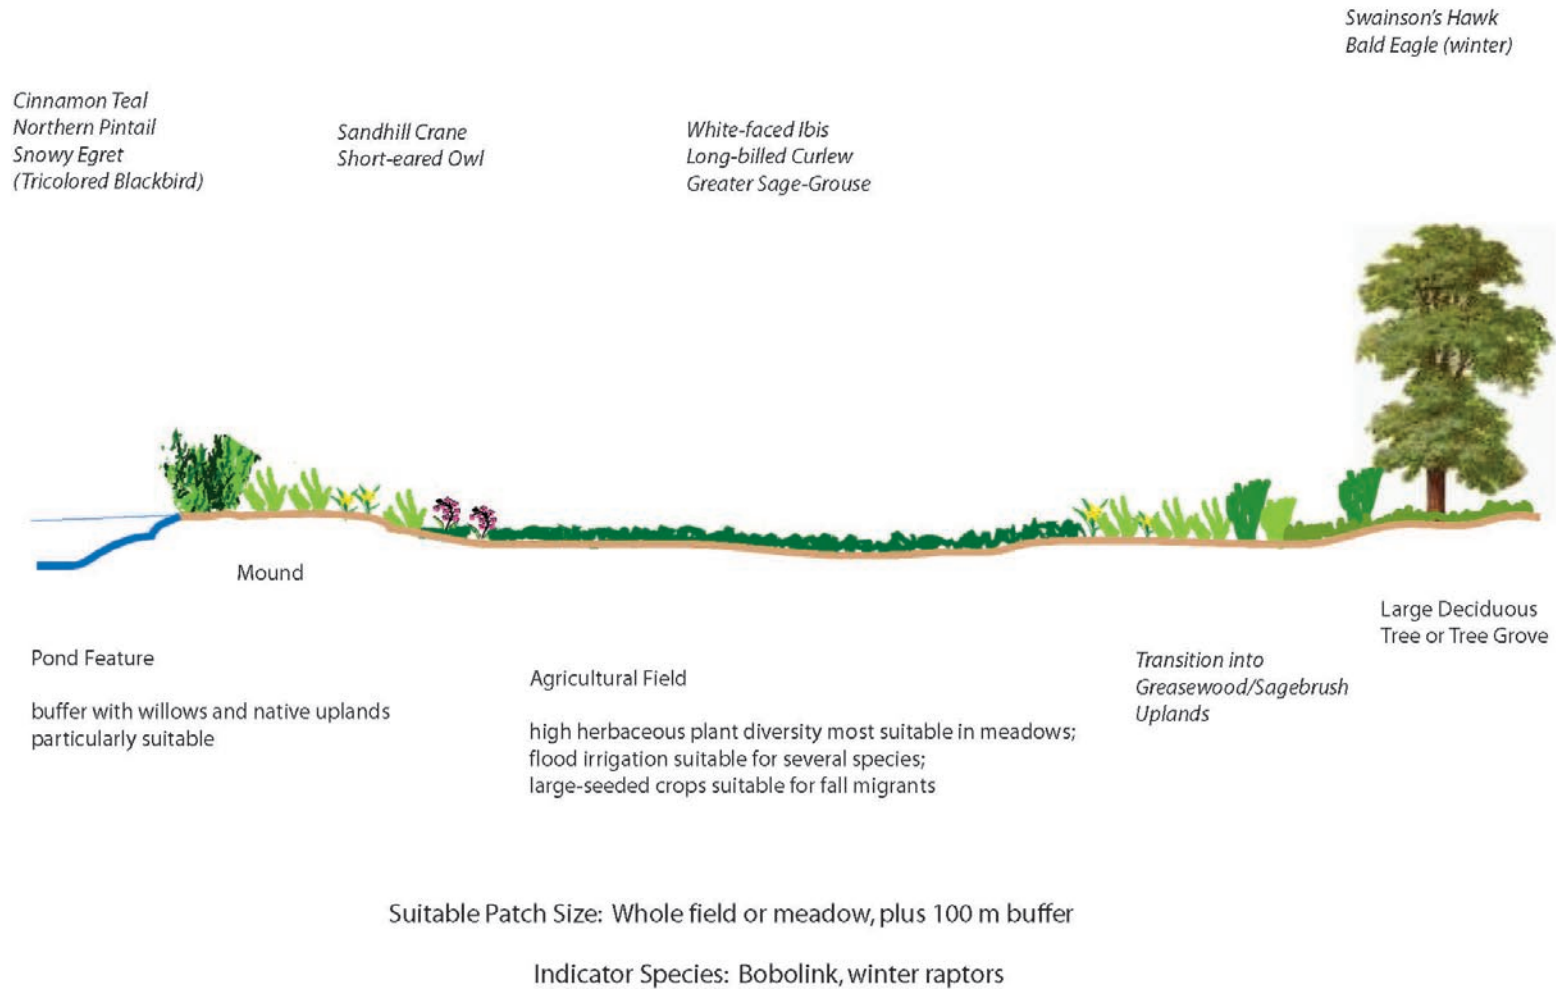 Swainson's Hawk
Bald Eagle (winter)
Cinnamon Teal
Northern Pintail
Snowy Egret
(Tricolored Blackbird)
Sandhill Crane
Short-eared Owl
White-faced Ibis
Long-billed Curlew
Greater Sage-Grouse
Mound
Pond Feature
buffer with willows and native uplands
particularly suitable
Agricultural Field
high herbaceous plant diversity most suitable in meadows;
flood irrigation suitable for several species;
large-seeded crops suitable for fall migrants
Transition into
Greasewood/Sagebrush
Uplands
Large Deciduous
Tree or Tree Grove
Suitable Patch Size: Whole field or meadow, plus 100 m buffer
Indicator Species: Bobolink, winter raptors